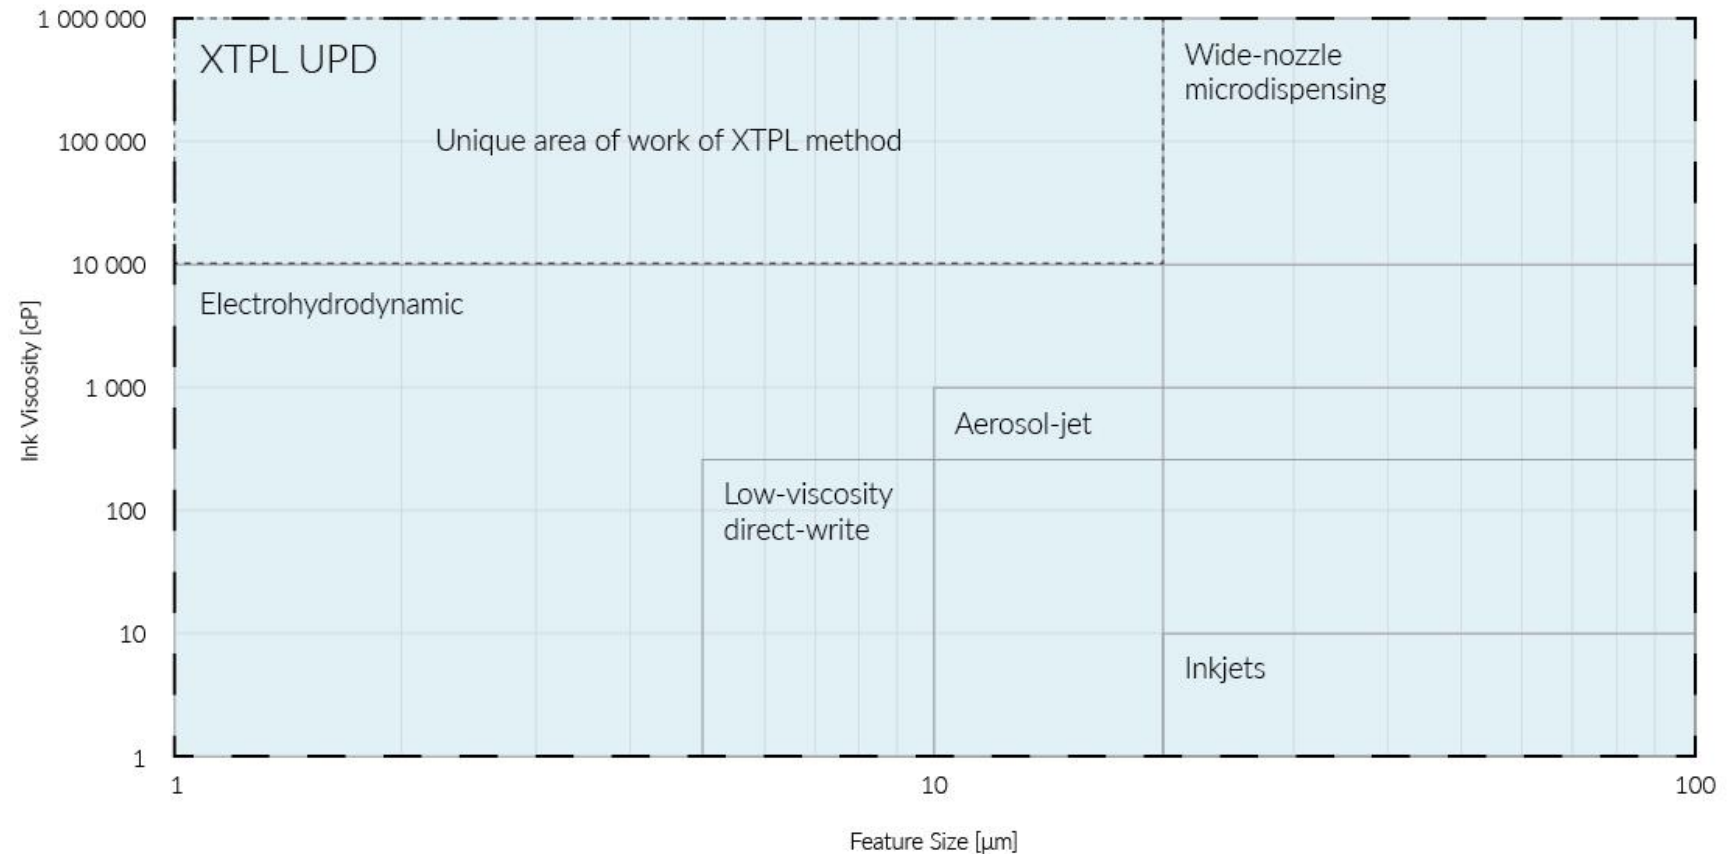 1 000 000
XTPL UPD
Wide-nozzle
microdispensing
100 000
Unique area of work of XTPL method
10 000
Electrohydrodynamic
Ink Viscosity [cP]
1 000
Aerosol-jet
Low-viscosity
direct-write
100
10
Inkjets
1
1
10
100
Feature Size [µm]